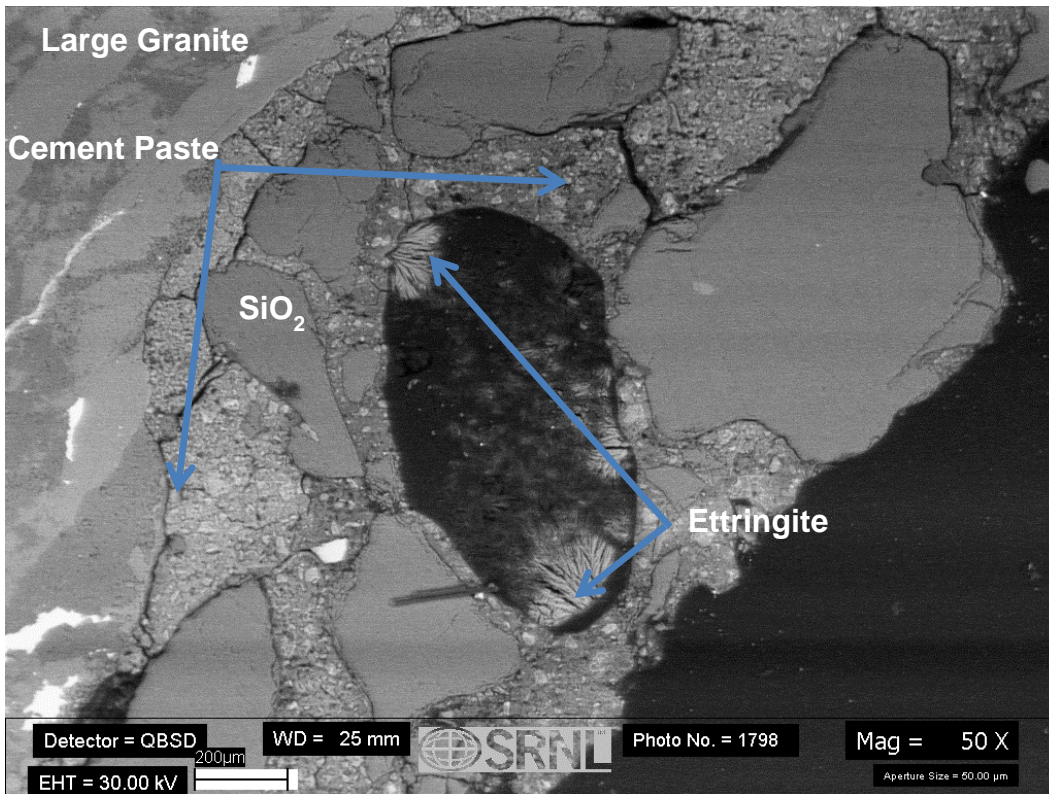 Large Granite
Cement Paste
SiO₂
Ettringite
Detector = QBSD
WD = 25 mm
SRNL
Photo No. = 1798
Mag = 50 X
200µm
EHT = 30.00 kV
Aperture Size = 50.00 µm